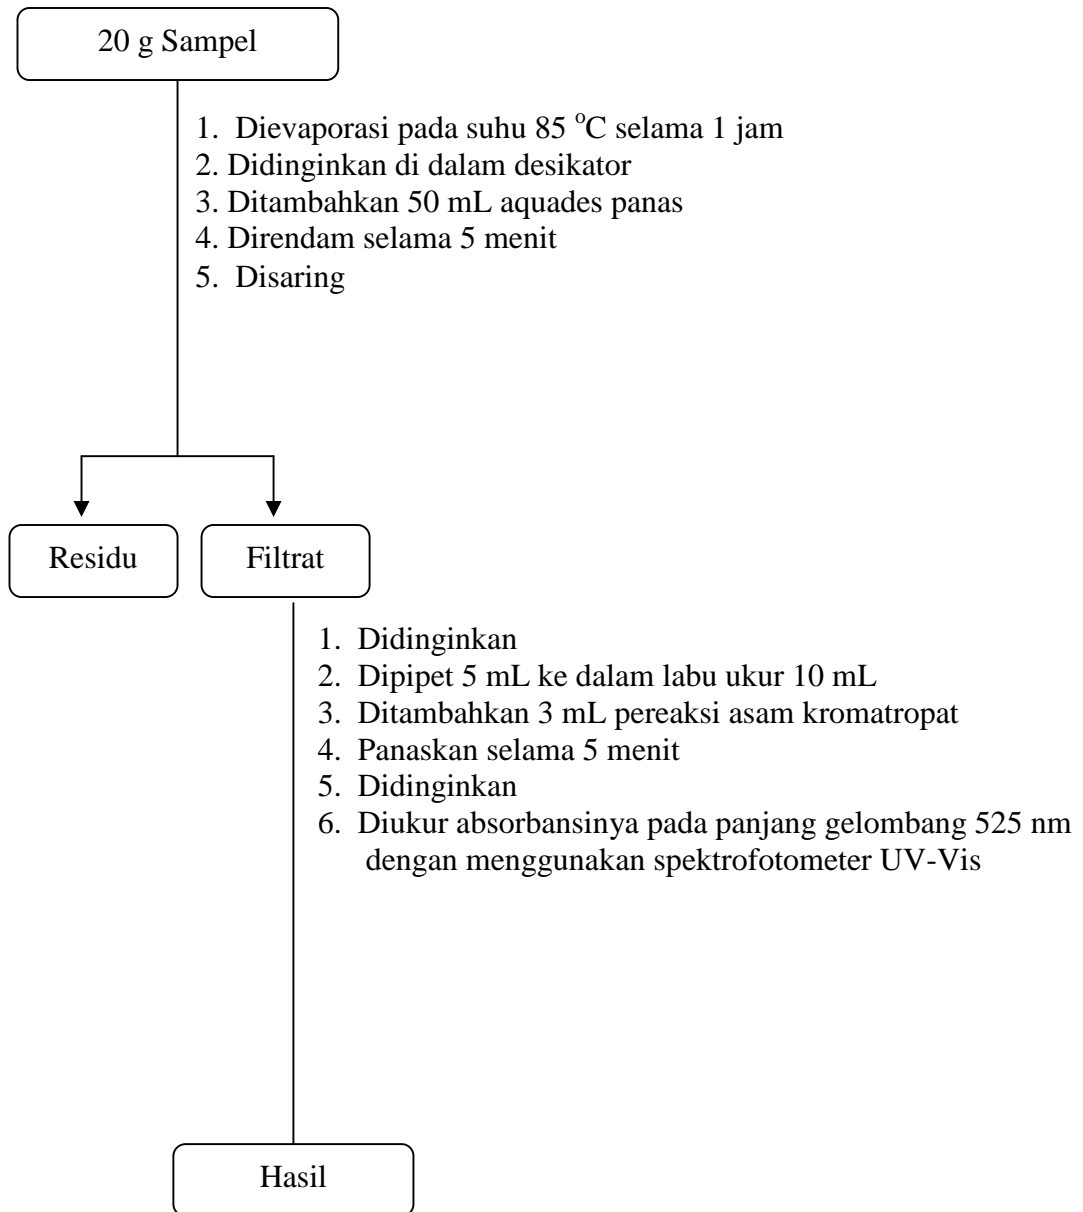 20 g Sampel
1. Dievaporasi pada suhu 85 °C selama 1 jam
2. Didinginkan di dalam desikator
3. Ditambahkan 50 mL aquades panas
4. Direndam selama 5 menit
5. Disaring
Residu
Filtrat
1. Didinginkan
2. Dipipet 5 mL ke dalam labu ukur 10 mL
3. Ditambahkan 3 mL pereaksi asam kromatropat
4. Panaskan selama 5 menit
5. Didinginkan
6. Diukur absorbansinya pada panjang gelombang 525 nm
dengan menggunakan spektrofotometer UV-Vis
Hasil